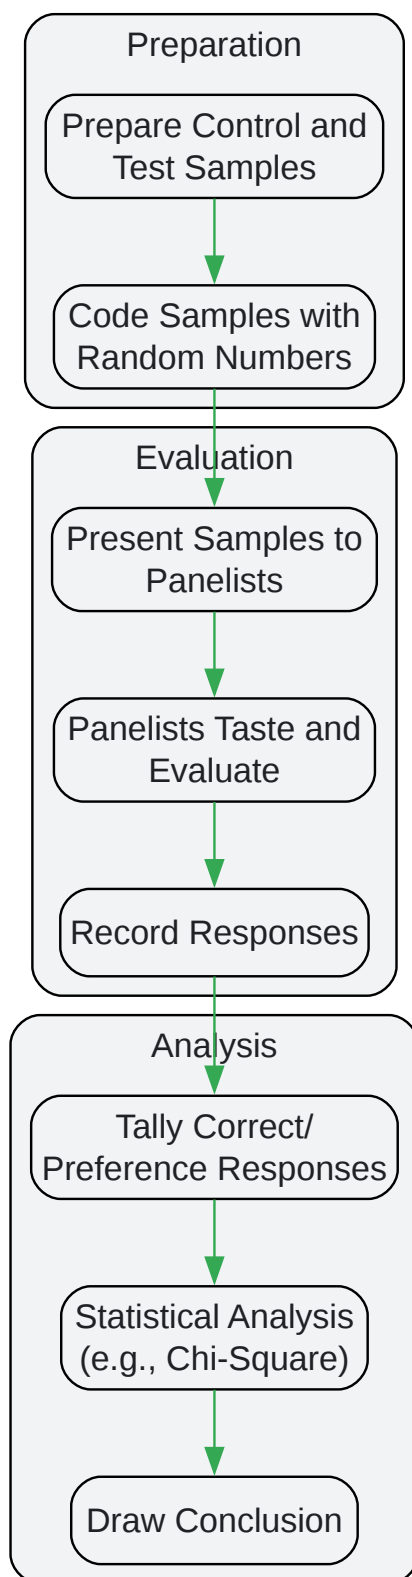 Preparation
Prepare Control and
Test Samples
Code Samples with
Random Numbers
Evaluation
Present Samples to
Panelists
Panelists Taste and
Evaluate
Record Responses
Analysis
Tally Correct/
Preference Responses
Statistical Analysis
(e.g., Chi-Square)
Draw Conclusion